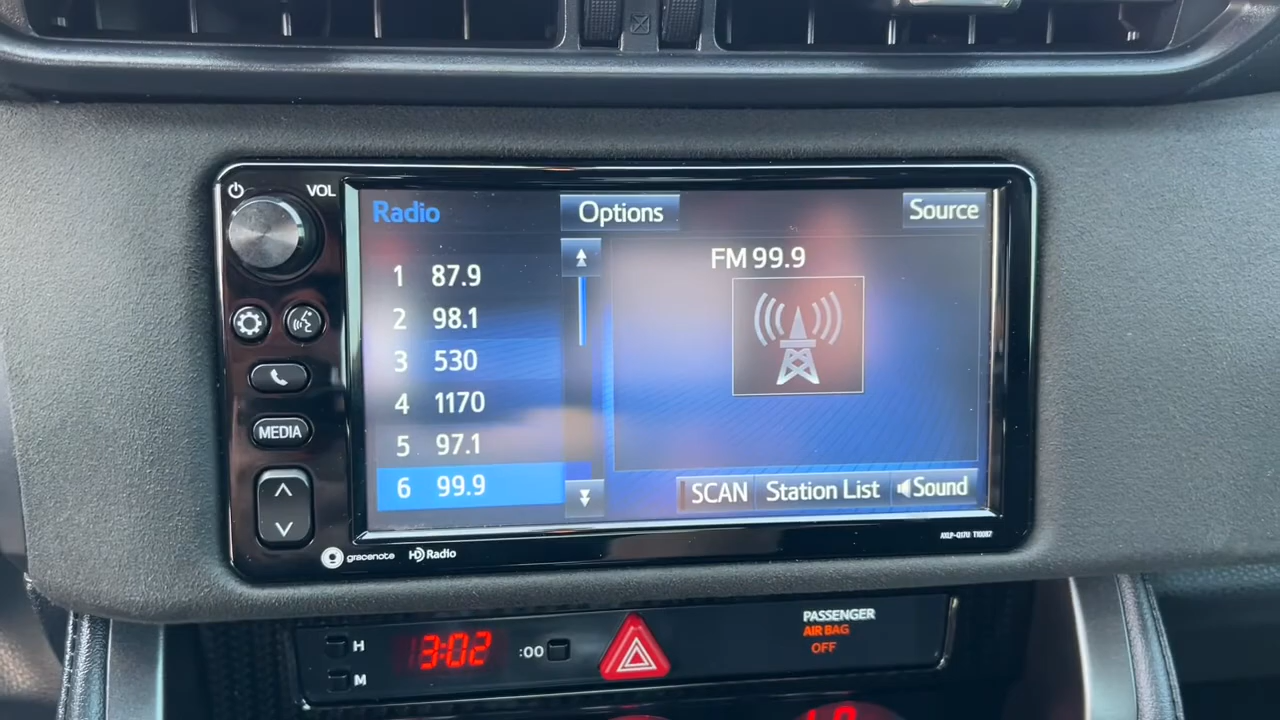 VOL
Radio
Options
Source
FM 99.9
1 87.9
2 98.1
3 530
4 1170
5 97.1
6 99.9
SCAN
Station List
Sound
MEDIA
gracenote
HD Radio
H
M
3:02
:00
PASSENGER
AIR BAG
OFF